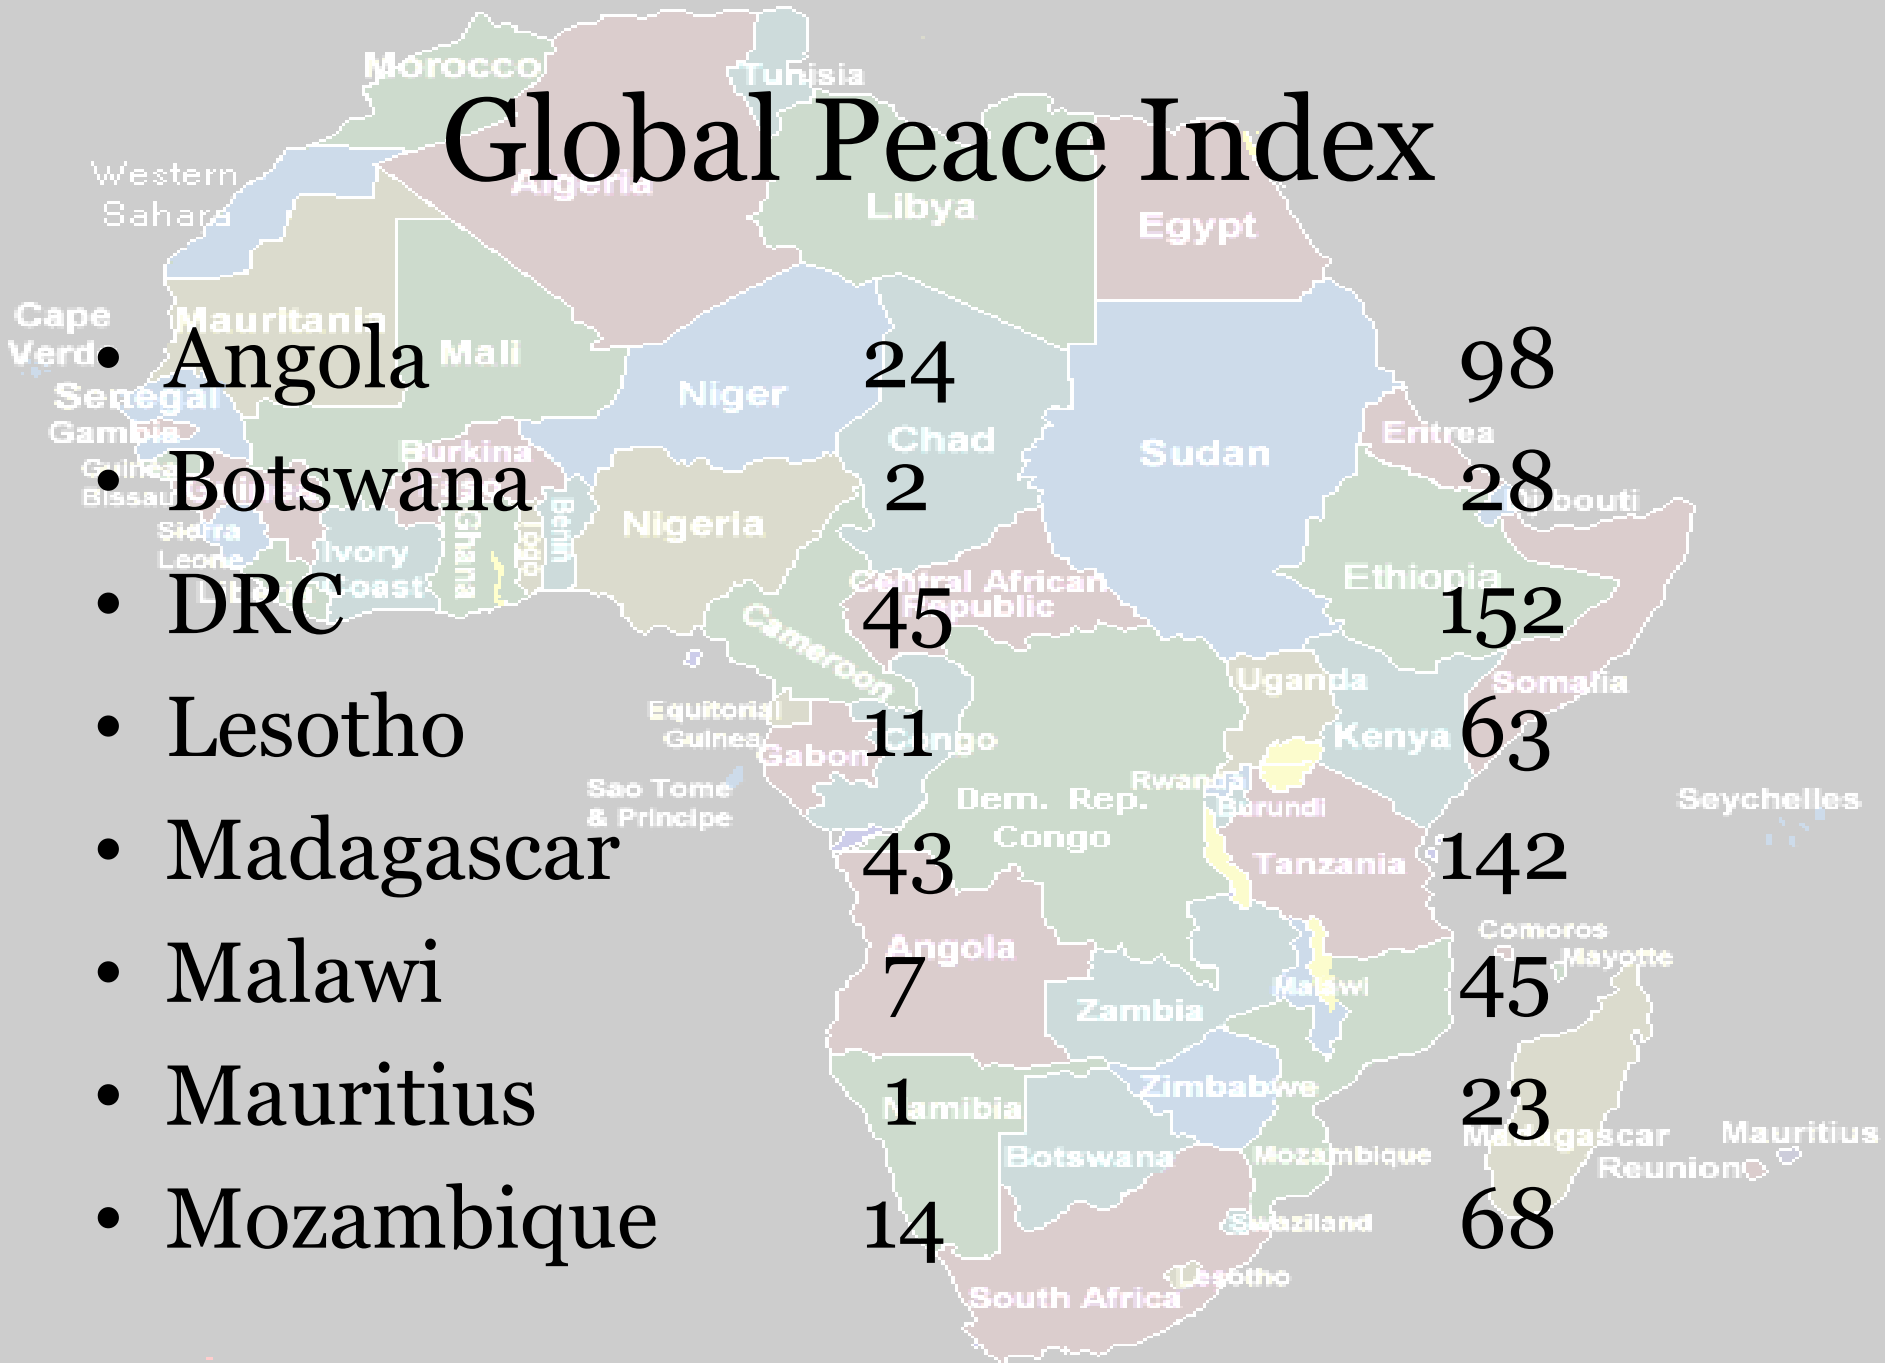 Global Peace Index
• Angola 24 98
• Botswana 2 28
• DRC 45 152
• Lesotho 11 63
• Madagascar 43 142
• Malawi 7 45
• Mauritius 1 23
• Mozambique 14 68
Morocco
Tunisia
Algeria
Libya
Egypt
Western
Sahara
Cape
Verde
Mauritania
Mali
Niger
Chad
Sudan
Eritrea
Senegal
Gambia
Guinea
Bissau
Burkina
Sierra
Leone
Liberia
Ivory
Coast
Ghana
Togo
Benin
Nigeria
Djibouti
Ethiopia
Central African
Republic
Cameroon
Somalia
Uganda
Kenya
Equitorial
Guinea
Gabon
Congo
Sao Tome
& Principe
Dem. Rep.
Congo
Rwanda
Burundi
Tanzania
Seychelles
Comoros
Mayotte
Angola
Zambia
Malawi
Zimbabwe
Namibia
Botswana
Mozambique
Madagascar
Mauritius
Reunion
Swaziland
Lesotho
South Africa